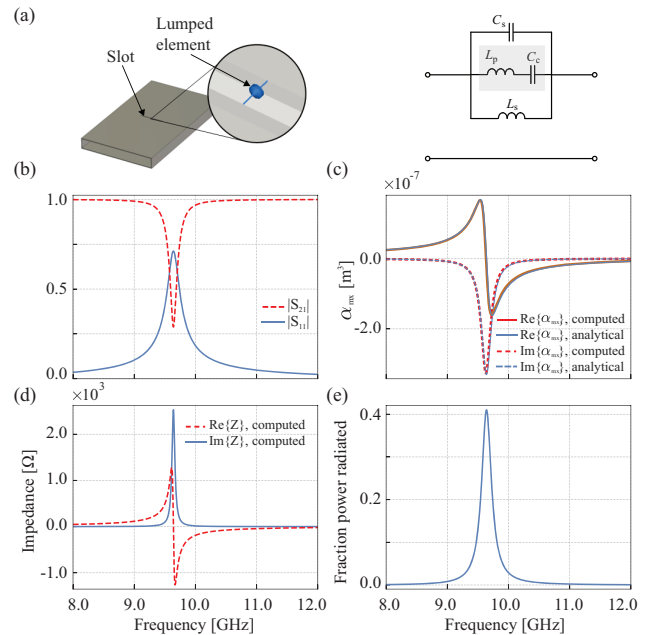 (a)
Lumped
element
Slot
C_s
L_p
C_c
L_s
(b)
1.0
0.5
0.0
|S_21|
|S_11|
(c)
×10^-7
0.0
-2.0
α_mx [m³]
Re{α_mx}, computed
Re{α_mx}, analytical
Im{α_mx}, computed
Im{α_mx}, analytical
(d)
×10³
2.0
1.0
0.0
-1.0
Impedance [Ω]
Re{Z}, computed
Im{Z}, computed
8.0 9.0 10.0 11.0 12.0
Frequency [GHz]
(e)
0.4
0.2
0.0
Fraction power radiated
8.0 9.0 10.0 11.0 12.0
Frequency [GHz]